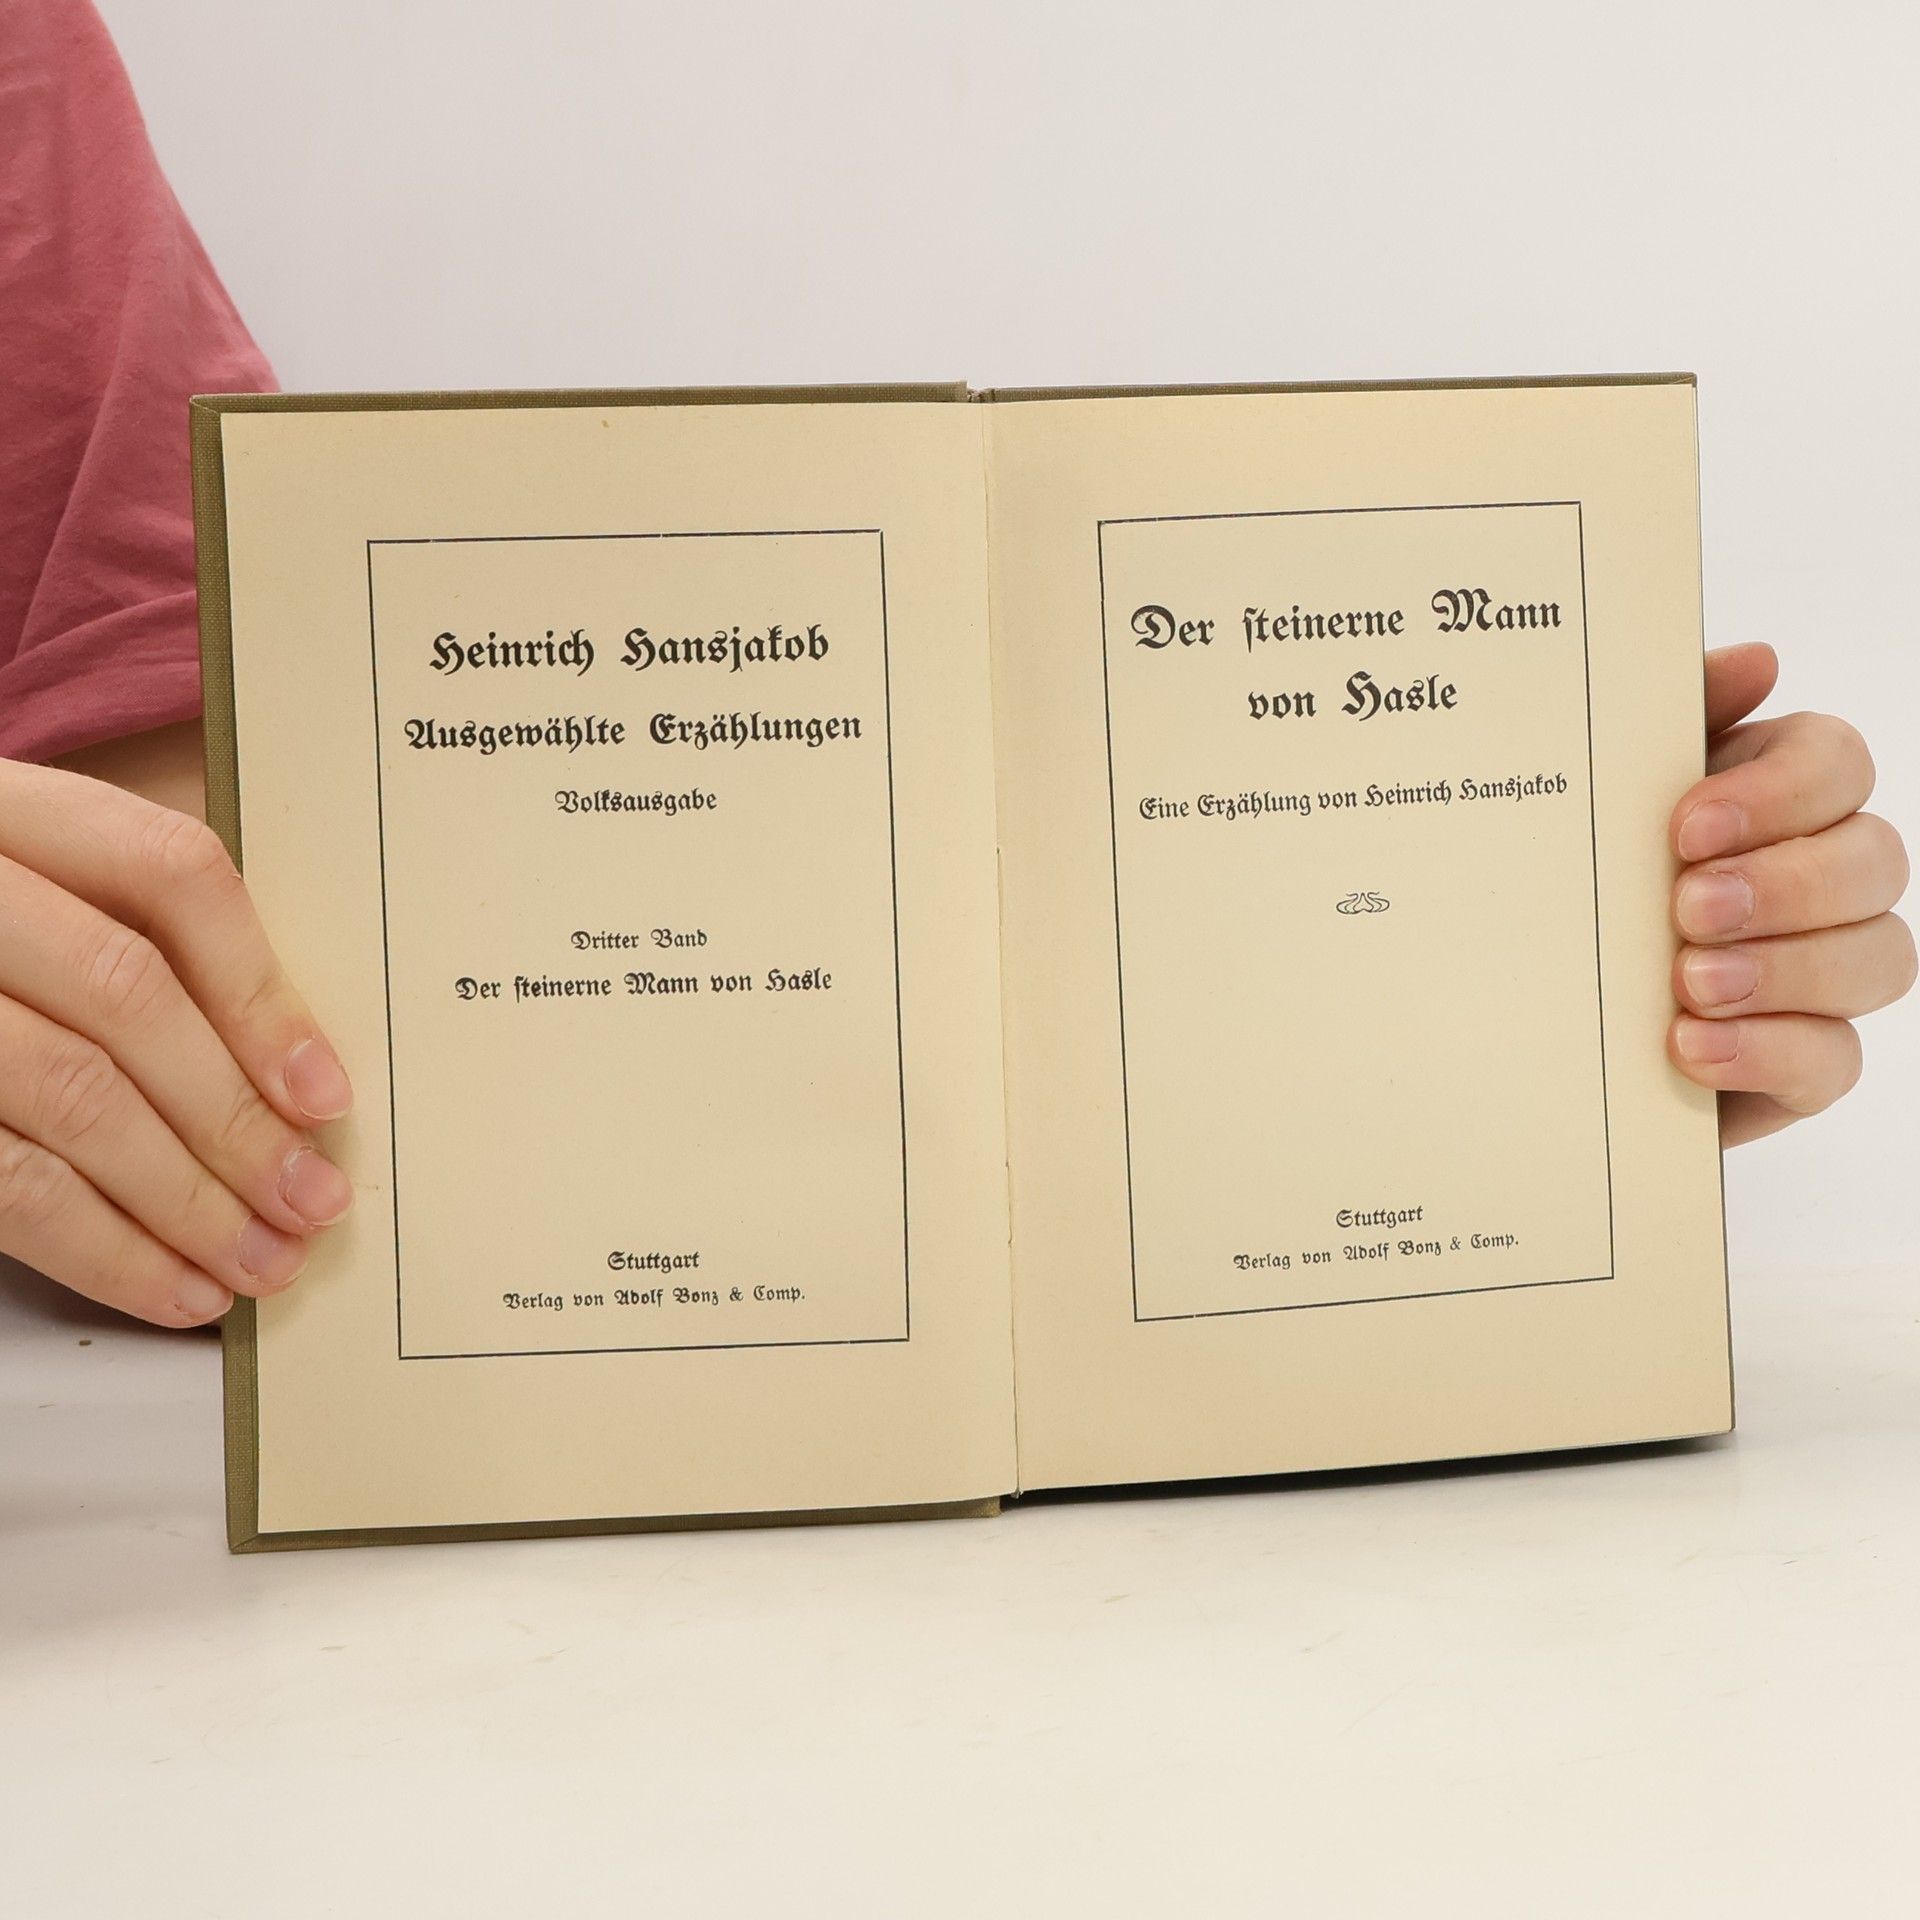 Heinrich Hansjakob
Ausgewählte Erzählungen
Volksausgabe
Dritter Band
Der steinerne Mann von Hasle
Stuttgart
Verlag von Adolf Bonz & Comp.
Der steinerne Mann
von Hasle
Eine Erzählung von Heinrich Hansjakob
Stuttgart
Verlag von Adolf Bonz & Comp.